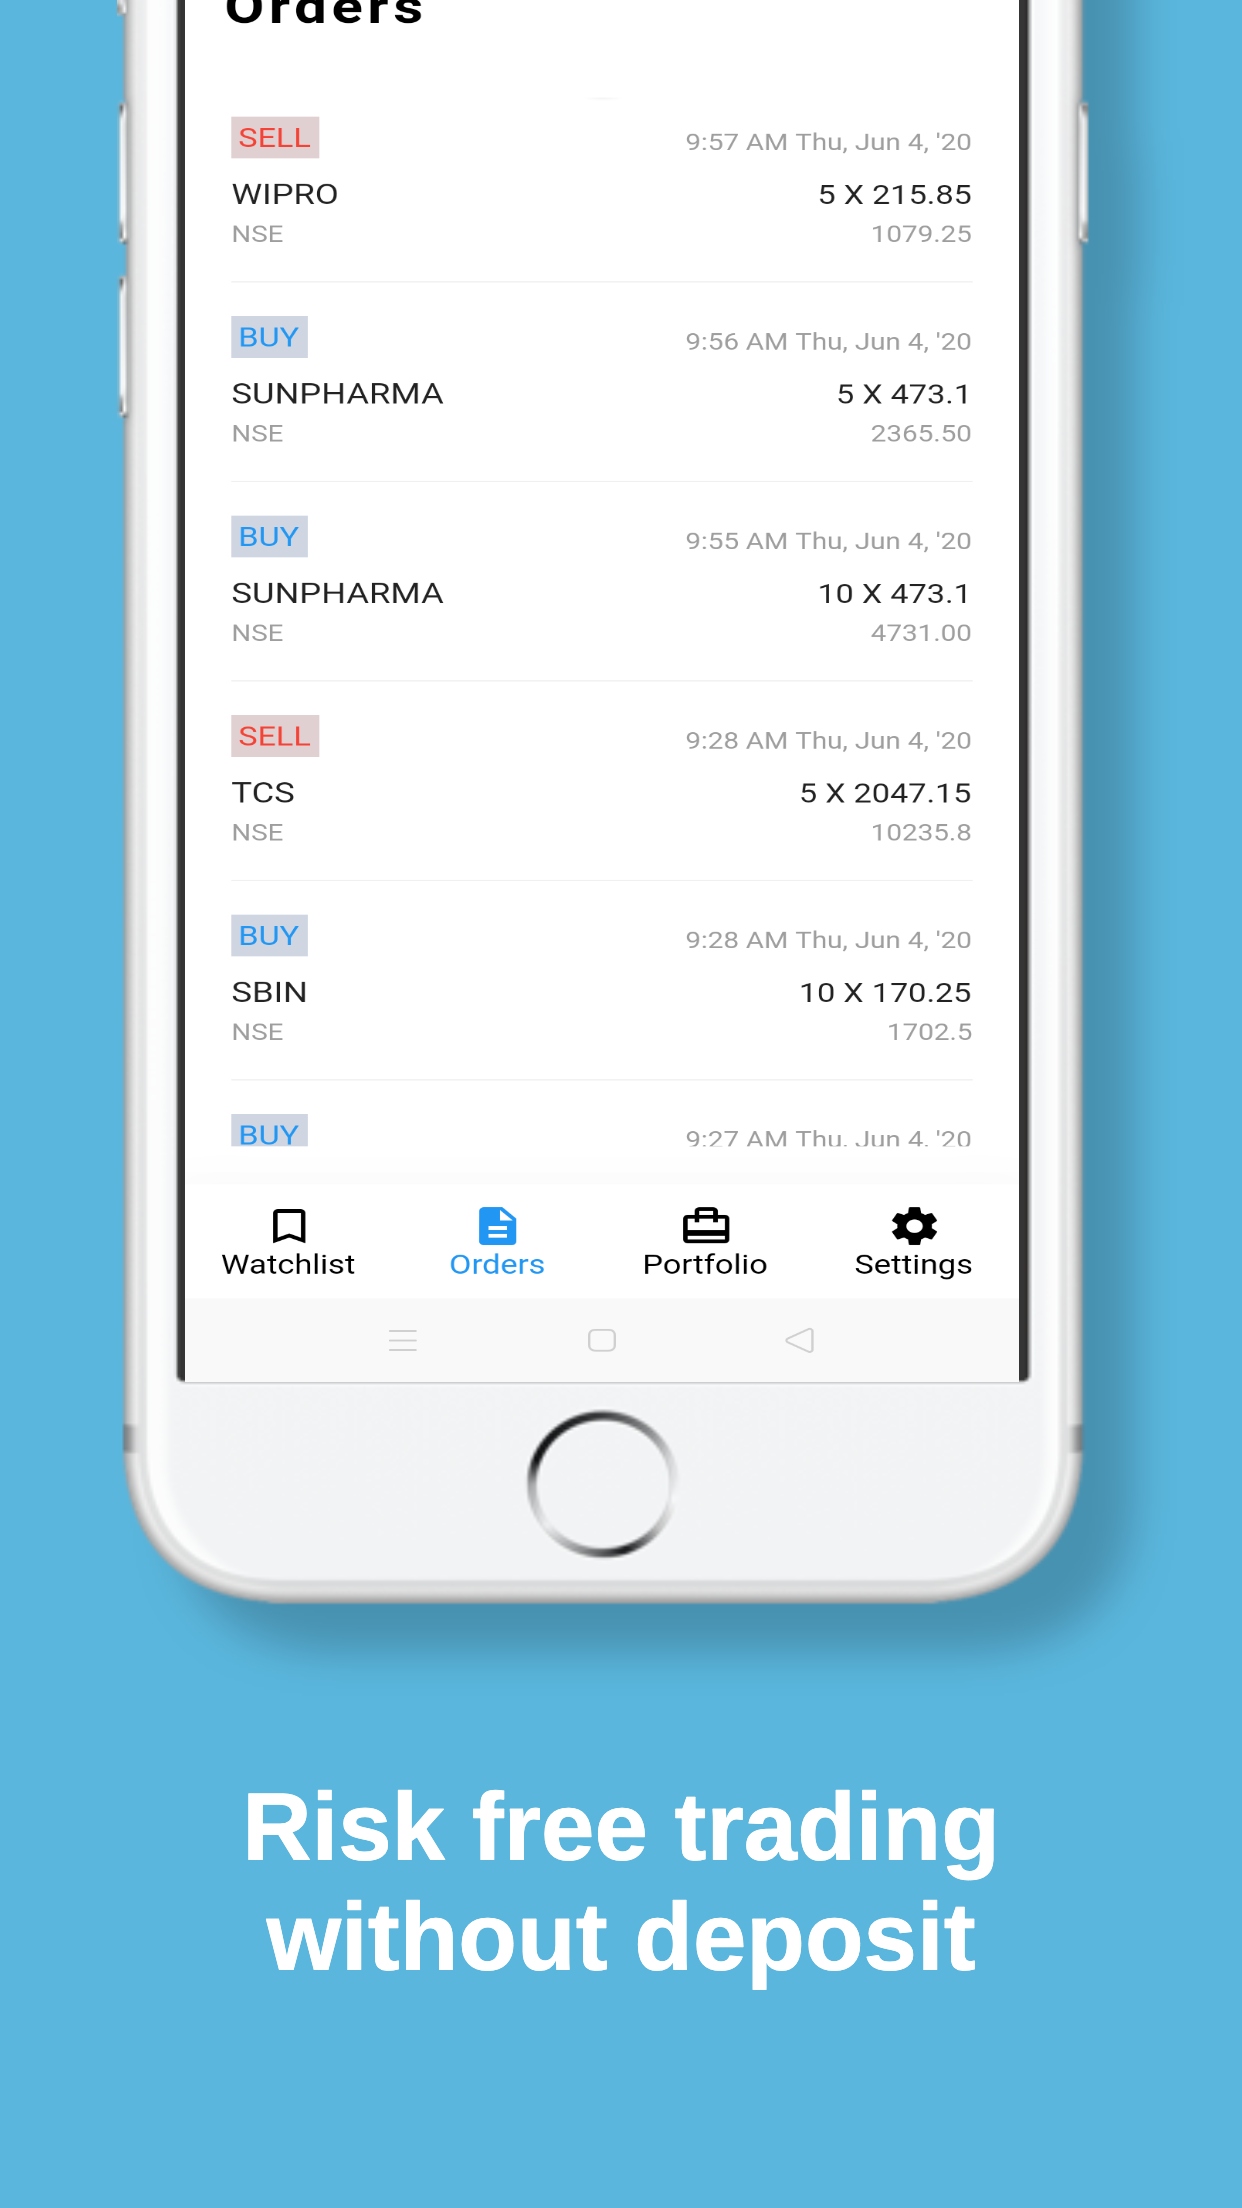 Orders
SELL
9:57 AM Thu, Jun 4, '20
WIPRO
5 X 215.85
NSE
1079.25
BUY
9:56 AM Thu, Jun 4, '20
SUNPHARMA
5 X 473.1
NSE
2365.50
BUY
9:55 AM Thu, Jun 4, '20
SUNPHARMA
10 X 473.1
NSE
4731.00
SELL
9:28 AM Thu, Jun 4, '20
TCS
5 X 2047.15
NSE
10235.8
BUY
9:28 AM Thu, Jun 4, '20
SBIN
10 X 170.25
NSE
1702.5
BUY
9:27 AM Thu, Jun 4, '20
Watchlist
Orders
Portfolio
Settings
Risk free trading
without deposit